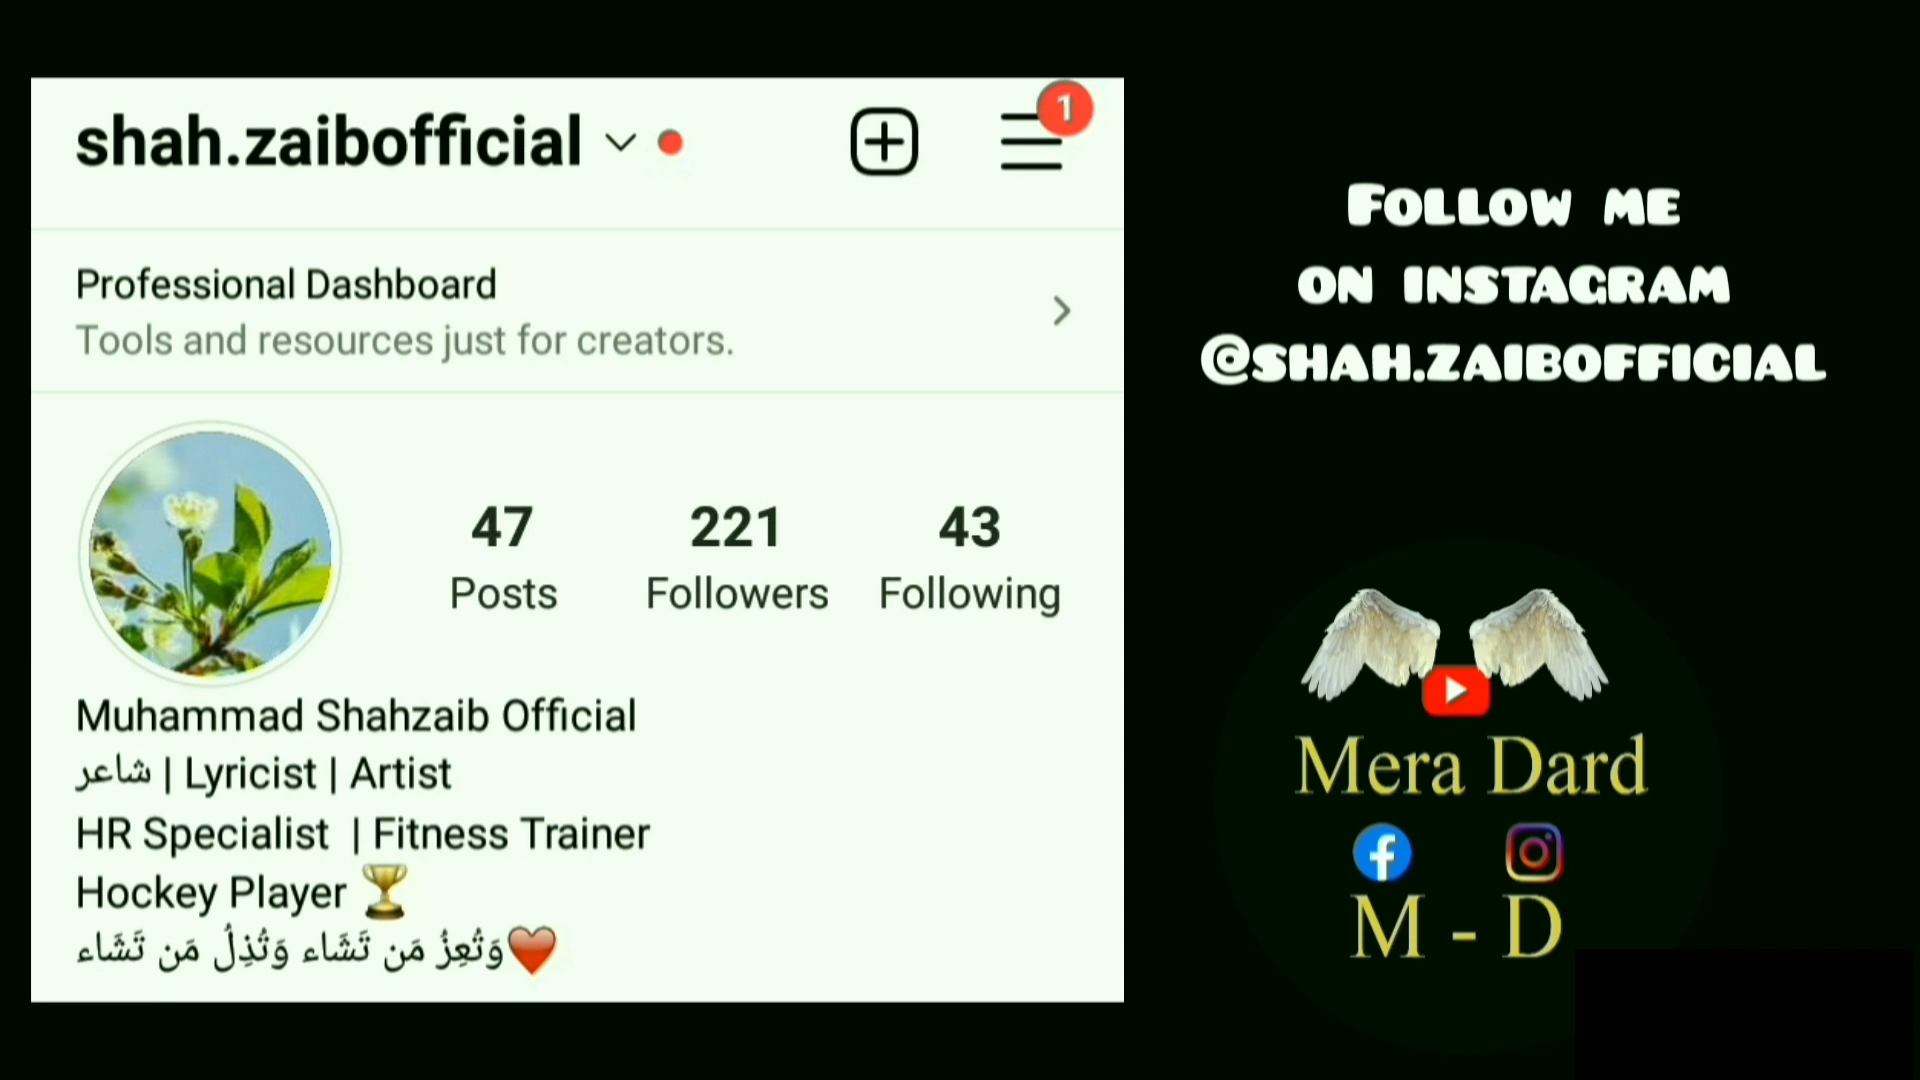 shah.zaibofficial
1
Professional Dashboard
Tools and resources just for creators.
47
Posts
221
Followers
43
Following
Muhammad Shahzaib Official
شاعر | Lyricist | Artist
HR Specialist | Fitness Trainer
Hockey Player 🏆
وَتُعِزُ مَن تَشَاء وَتُذِلُ مَن تَشَاء❤️
FOLLOW ME
ON INSTAGRAM
@SHAH.ZAIBOFFICIAL
Mera Dard
M - D